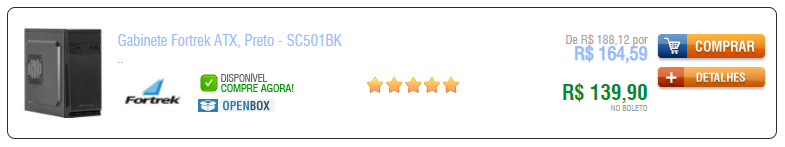 Gabinete Fortrek ATX, Preto - SC501BK
..
Fortrek
DISPONÍVEL
COMPRE AGORA!
OPENBOX
De R$ 188,12 por
R$ 164,59
R$ 139,90
NO BOLETO
COMPRAR
DETALHES